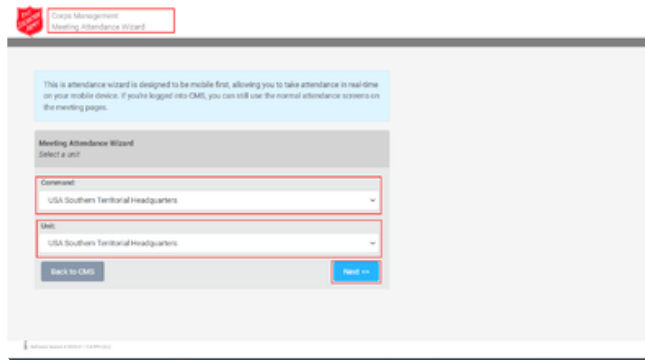 Corps Management
Meeting Attendance Wizard
This is attendance wizard is designed to be mobile first, allowing you to take attendance in real-time
on your mobile device. If you're logged into CMS, you can still use the normal attendance screens on
the meeting pages.
Meeting Attendance Wizard
Select a unit
Command:
USA Southern Territorial Headquarters
Unit:
USA Southern Territorial Headquarters
Back to CMS
Next >>